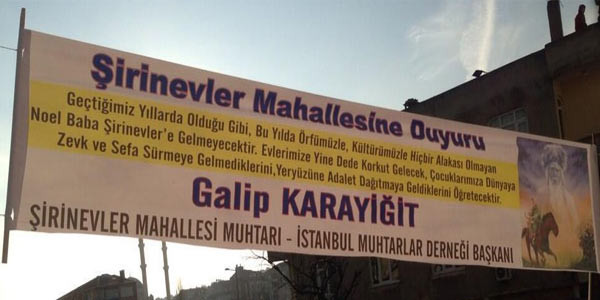 Şirinevler Mahallesine Duyuru
Geçtiğimiz Yıllarda Olduğu Gibi, Bu Yılda Örfümüzle, Kültürümüzle Hiçbir Alakası Olmayan
Noel Baba Şirinevler'e Gelmeyecektir. Evlerimize Yine Dede Korkut Gelecek, Çocuklarımıza Dünyaya
Zevk ve Sefa Sürmeye Gelmediklerini, Yeryüzüne Adalet Dağıtmaya Geldiklerini Öğretecektir.
Galip KARAYİĞİT
ŞİRİNEVLER MAHALLESİ MUHTARI - İSTANBUL MUHTARLAR DERNEĞİ BAŞKANI